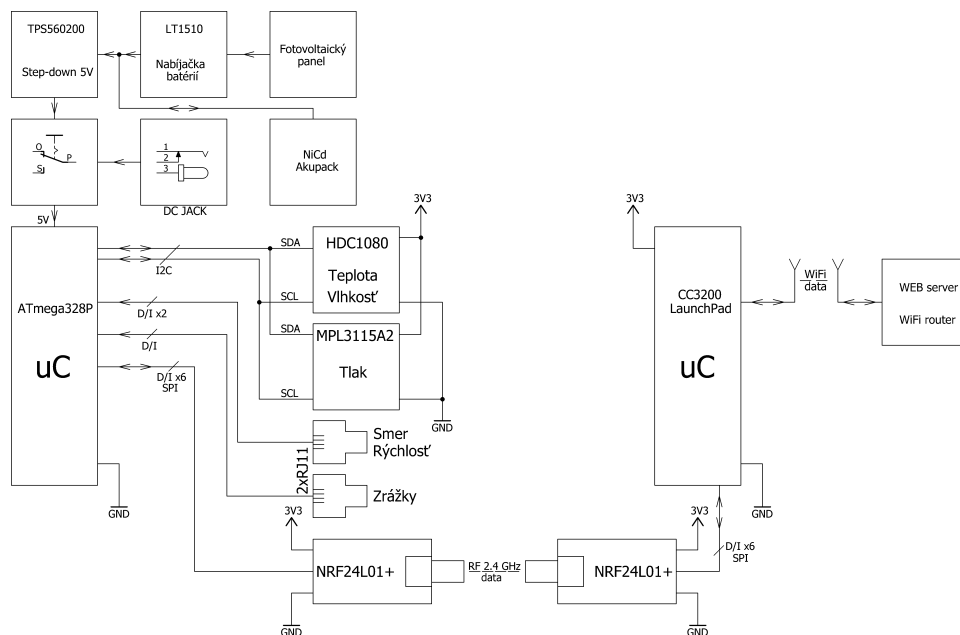 TPS560200
Step-down 5V
LT1510
Nabíjačka
batérií
Fotovoltaický
panel
O
S
P
1
2
3
DC JACK
NiCd
Akupack
5V
ATmega328P
uC
I2C
D/I x2
D/I
D/I x6
SPI
GND
SDA
SCL
HDC1080
Teplota
Vlhkosť
3V3
SDA
SCL
MPL3115A2
Tlak
GND
2xRJ11
Smer
Rýchlosť
Zrážky
3V3
NRF24L01+
GND
RF 2.4 GHz
data
NRF24L01+
3V3
GND
D/I x6
SPI
3V3
CC3200
LaunchPad
uC
GND
WiFi
data
WEB server
WiFi router